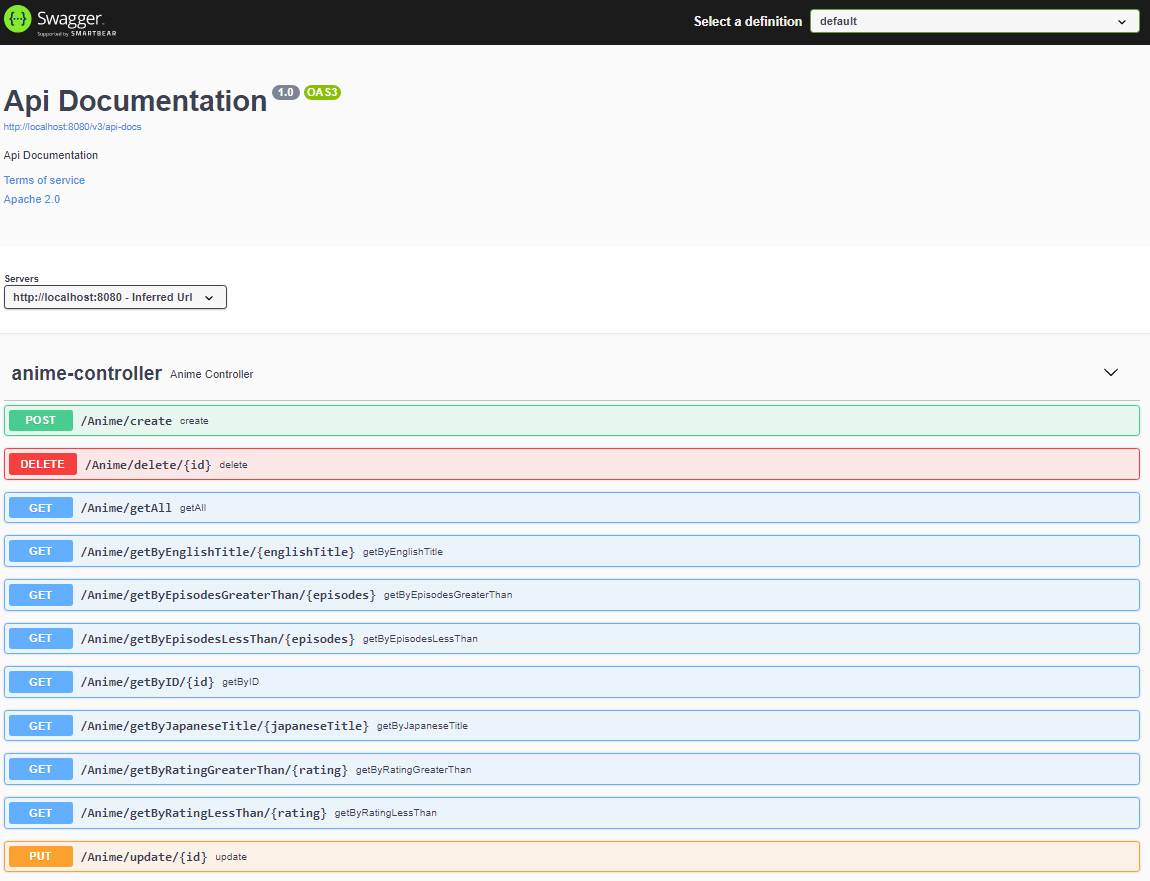 {···} Swagger.
Supported by SMARTBEAR
Select a definition default
Api Documentation 1.0 OAS3
http://localhost:8080/v3/api-docs
Api Documentation
Terms of service
Apache 2.0
Servers
http://localhost:8080 - Inferred Url
anime-controller Anime Controller
POST /Anime/create create
DELETE /Anime/delete/{id} delete
GET /Anime/getAll getAll
GET /Anime/getByEnglishTitle/{englishTitle} getByEnglishTitle
GET /Anime/getByEpisodesGreaterThan/{episodes} getByEpisodesGreaterThan
GET /Anime/getByEpisodesLessThan/{episodes} getByEpisodesLessThan
GET /Anime/getByID/{id} getByID
GET /Anime/getByJapaneseTitle/{japaneseTitle} getByJapaneseTitle
GET /Anime/getByRatingGreaterThan/{rating} getByRatingGreaterThan
GET /Anime/getByRatingLessThan/{rating} getByRatingLessThan
PUT /Anime/update/{id} update